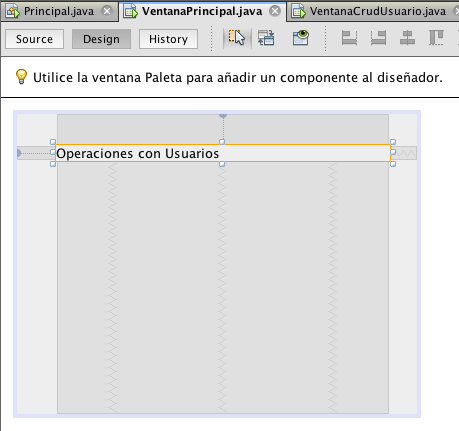 Principal.java
VentanaPrincipal.java
VentanaCrudUsuario.java
Source
Design
History
Utilice la ventana Paleta para añadir un componente al diseñador.
Operaciones con Usuarios